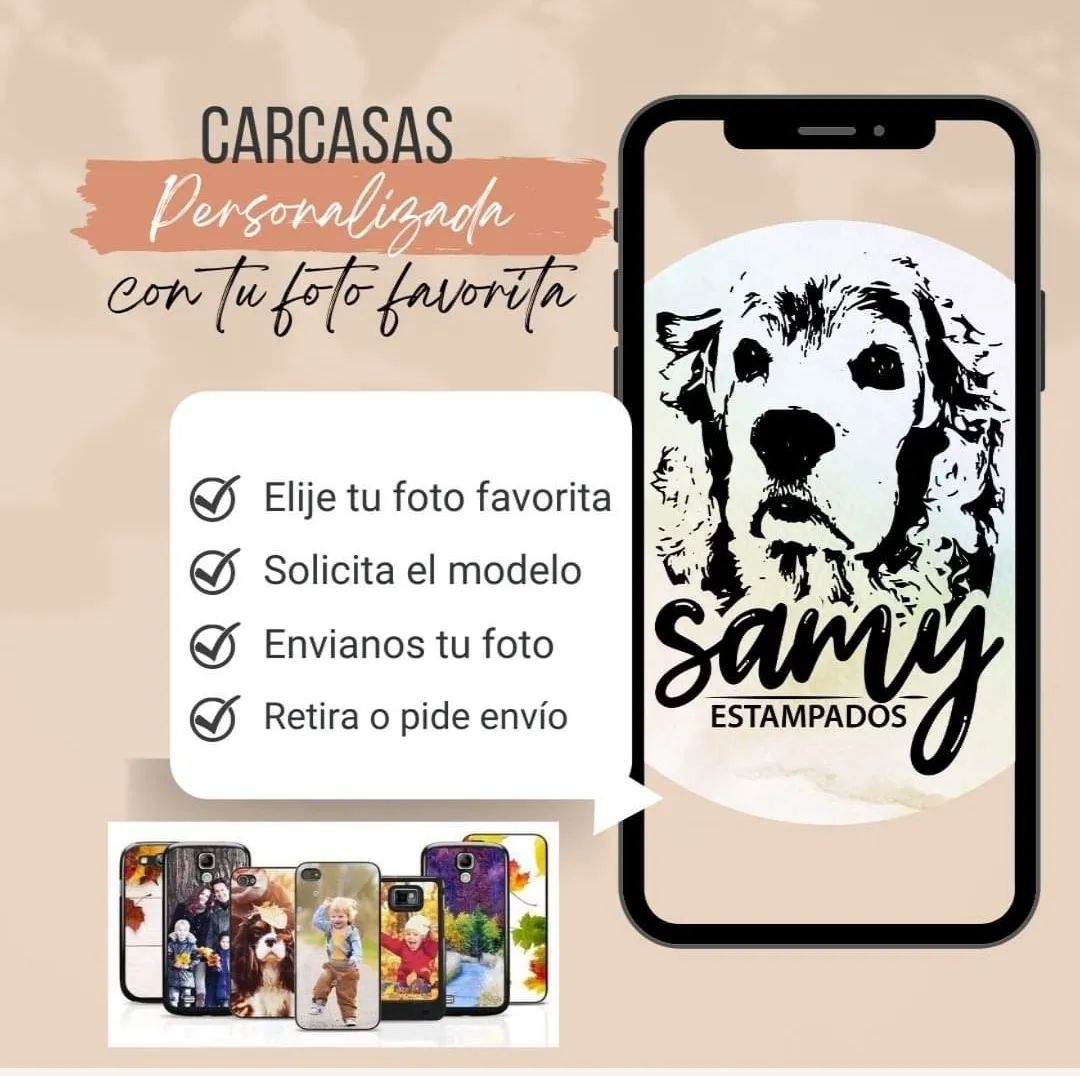 CARCASAS
Personalizada
con tu foto favorita
Elije tu foto favorita
Solicita el modelo
Envianos tu foto
Retira o pide envío
samy
ESTAMPADOS